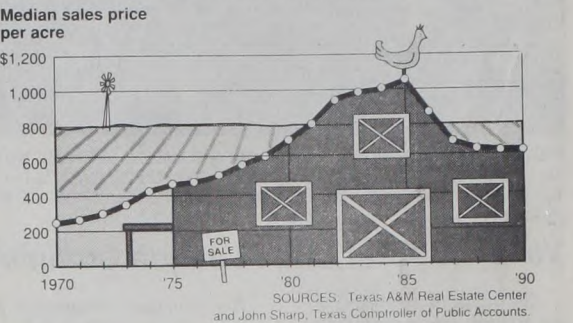 Median sales price
per acre
$1,200
1,000
800
600
400
200
0
FOR
SALE
1970
'75
'80
'85
'90
SOURCES: Texas A&M Real Estate Center
and John Sharp, Texas Comptroller of Public Accounts.